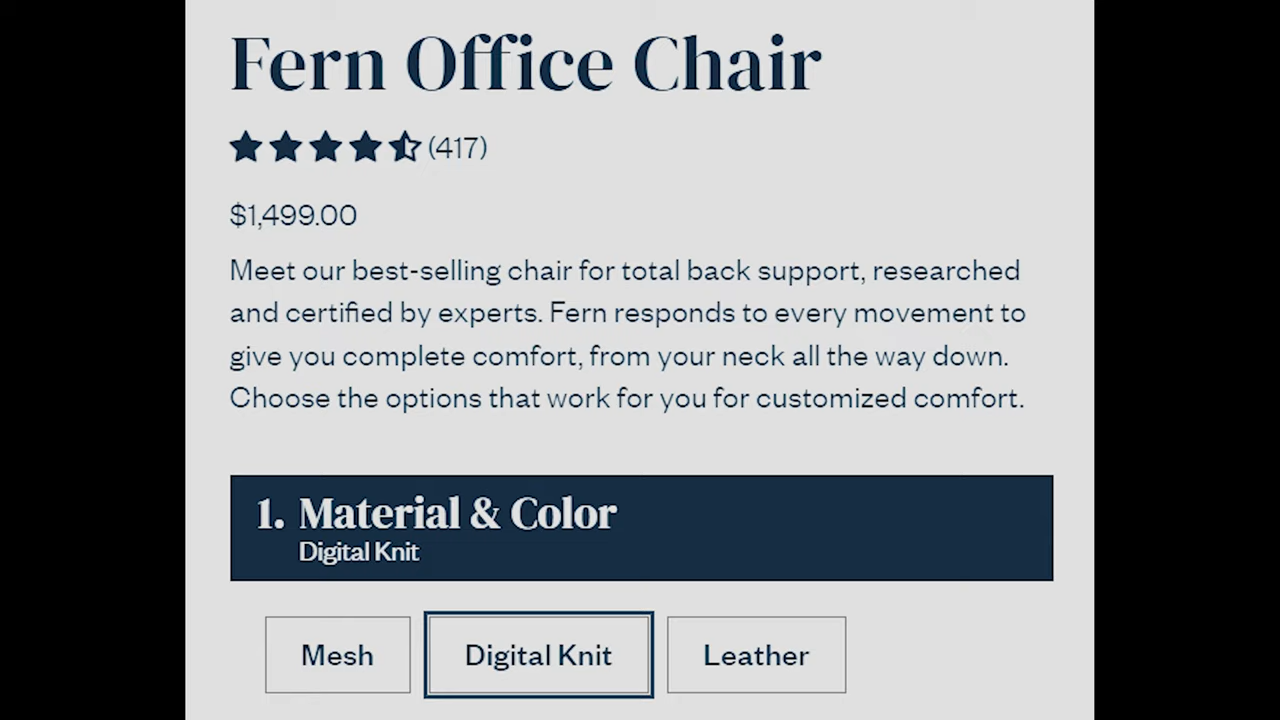 Fern Office Chair
(417)
$1,499.00
Meet our best-selling chair for total back support, researched
and certified by experts. Fern responds to every movement to
give you complete comfort, from your neck all the way down.
Choose the options that work for you for customized comfort.
1. Material & Color
Digital Knit
Mesh Digital Knit Leather